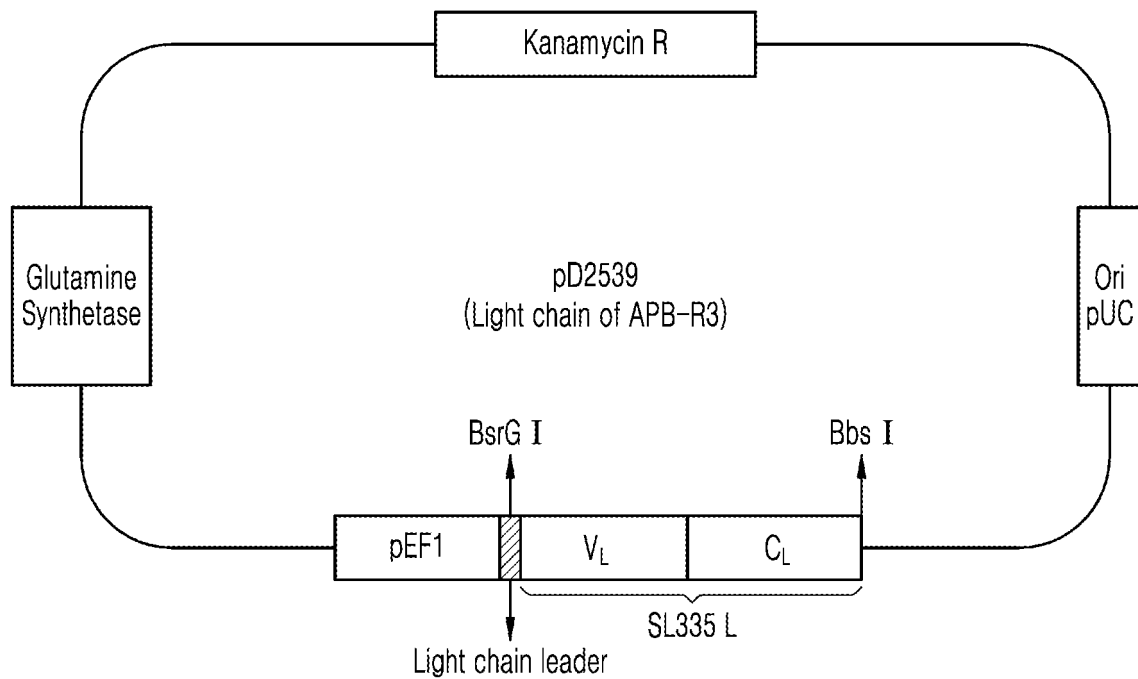 Kanamycin R
Glutamine
Synthetase
pD2539
(Light chain of APB-R3)
Ori
pUC
BsrG I
Bbs I
pEF1
VL
CL
SL335 L
Light chain leader